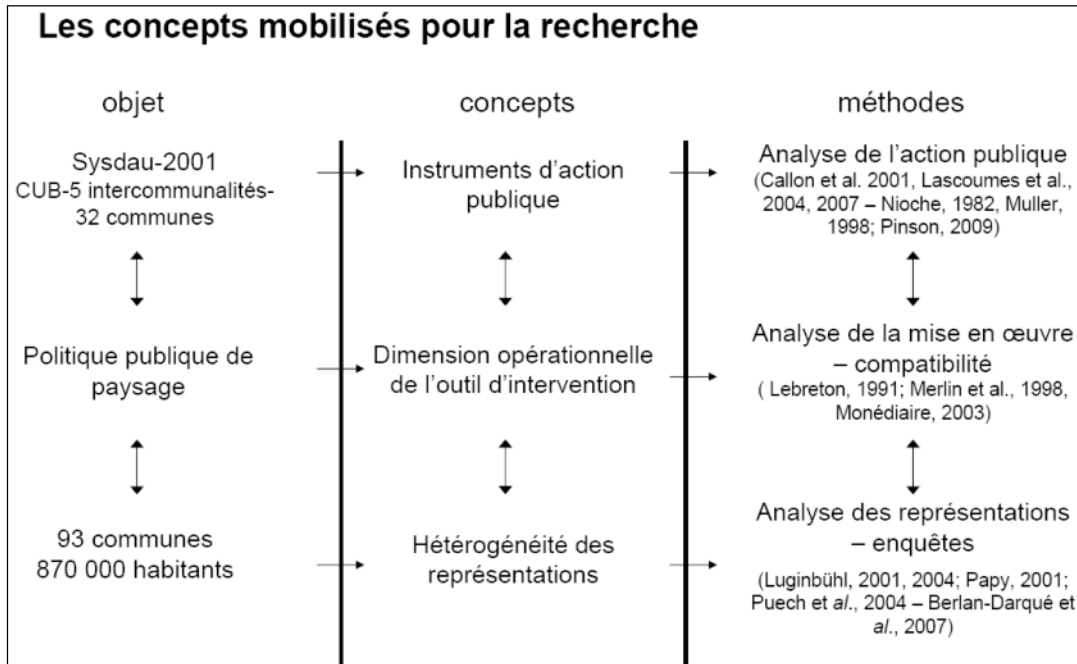 Les concepts mobilisés pour la recherche
objet
concepts
méthodes
Sysdau-2001
CUB-5 intercommunalités-
32 communes
Instruments d'action
publique
Analyse de l'action publique
(Callon et al. 2001, Lascoumes et al.,
2004, 2007 – Nioche, 1982, Muller,
1998; Pinson, 2009)
Politique publique de
paysage
Dimension opérationnelle
de l'outil d'intervention
Analyse de la mise en œuvre
– compatibilité
( Lebreton, 1991; Merlin et al., 1998,
Monédiaire, 2003)
93 communes
870 000 habitants
Hétérogénéité des
représentations
Analyse des représentations
– enquêtes
(Luginbühl, 2001, 2004; Papy, 2001;
Puech et al., 2004 – Berlan-Darqué et
al., 2007)